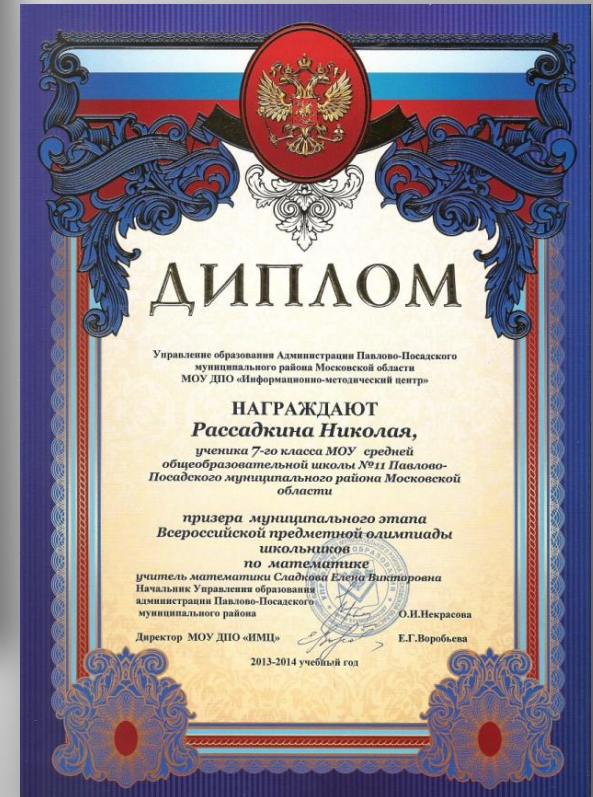 ДИПЛОМ
Управление образования Администрации Павлово-Посадского
муниципального района Московской области
МОУ ДПО «Информационно-методический центр»
НАГРАЖДАЮТ
Рассадкина Николая,
ученика 7-го класса МОУ средней
общеобразовательной школы №11 Павлово-
Посадского муниципального района Московской
области
призера муниципального этапа
Всероссийской предметной олимпиады
школьников
по математике
учитель математики Сладкова Елена Викторовна
Начальник Управления образования
администрации Павлово-Посадского
муниципального района О.И.Некрасова
Директор МОУ ДПО «ИМЦ» Е.Г.Воробьева
2013-2014 учебный год